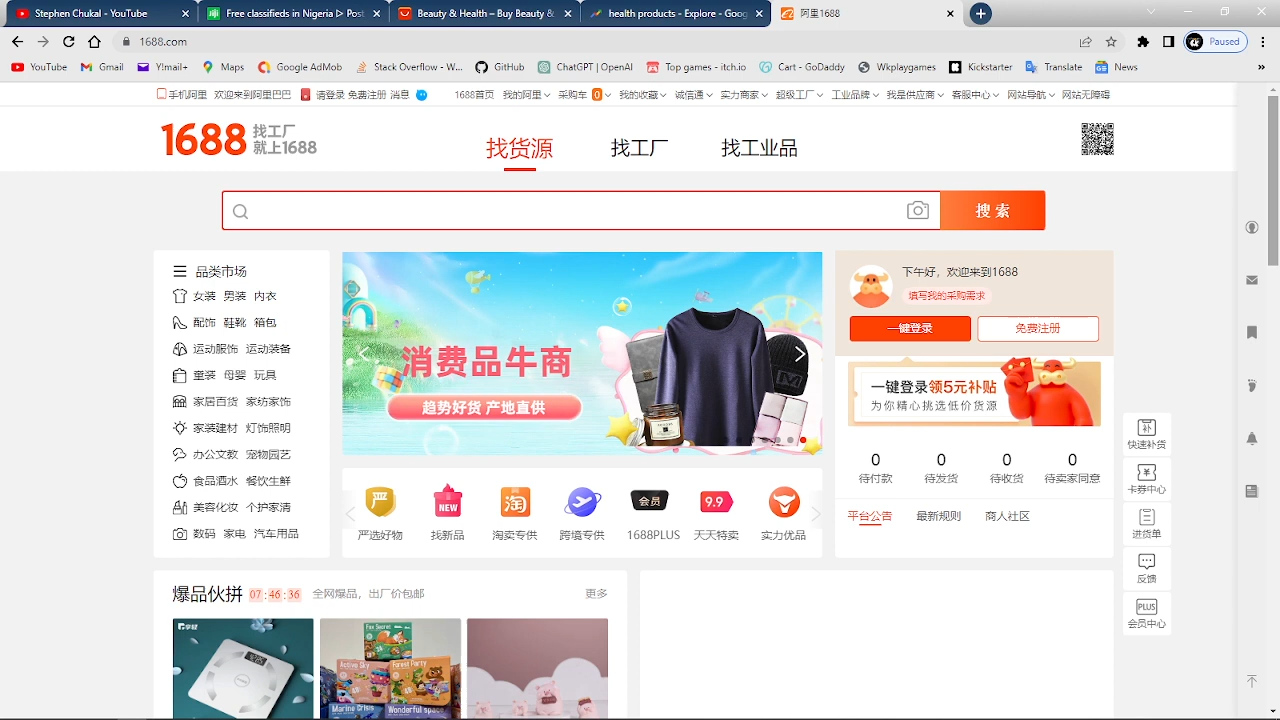 Stephen Chukal - YouTube
Free classifieds in Nigeria ▷ Post
Beauty & Health – Buy Beauty &
health products - Explore - Goog
阿里1688
1688.com
Paused
YouTube Gmail Y!mail+ Maps Google AdMob Stack Overflow - W... GitHub ChatGPT | OpenAI Top games - itch.io Cart - GoDaddy Wkplaygames Kickstarter Translate News »
手机阿里 欢迎来到阿里巴巴 请登录 免费注册 消息 1688首页 我的阿里 采购车 0 我的收藏 诚信通 实力商家 超级工厂 工业品牌 我是供应商 客服中心 网站导航 网站无障碍
1688 找工厂
就上1688
找货源 找工厂 找工业品
搜 索
品类市场
女装 男装 内衣
配饰 鞋靴 箱包
运动服饰 运动装备
童装 母婴 玩具
家居百货 家纺家饰
家装建材 灯饰照明
办公文教 宠物园艺
食品酒水 餐饮生鲜
美容化妆 个护家清
数码 家电 汽车用品
消费品牛商
趋势好货 产地直供
下午好，欢迎来到1688
填写我的采购需求
一键登录 免费注册
一键登录领5元补贴
为你精心挑选低价货源
0 0 0 0
待付款 待发货 待收货 待卖家同意
平台公告 最新规则 商人社区
NEW
淘
会员
9.9
严选好物 找新品 淘卖专供 跨境专供 1688PLUS 天天特卖 实力优品
补
快速补货
卡券中心
进货单
反馈
PLUS
会员中心
爆品伙拼 07 : 46 : 36 全网爆品，出厂价包邮 更多
Fox Secret
Active Sky
Forest Party
Marine Crisis
Wonderful space